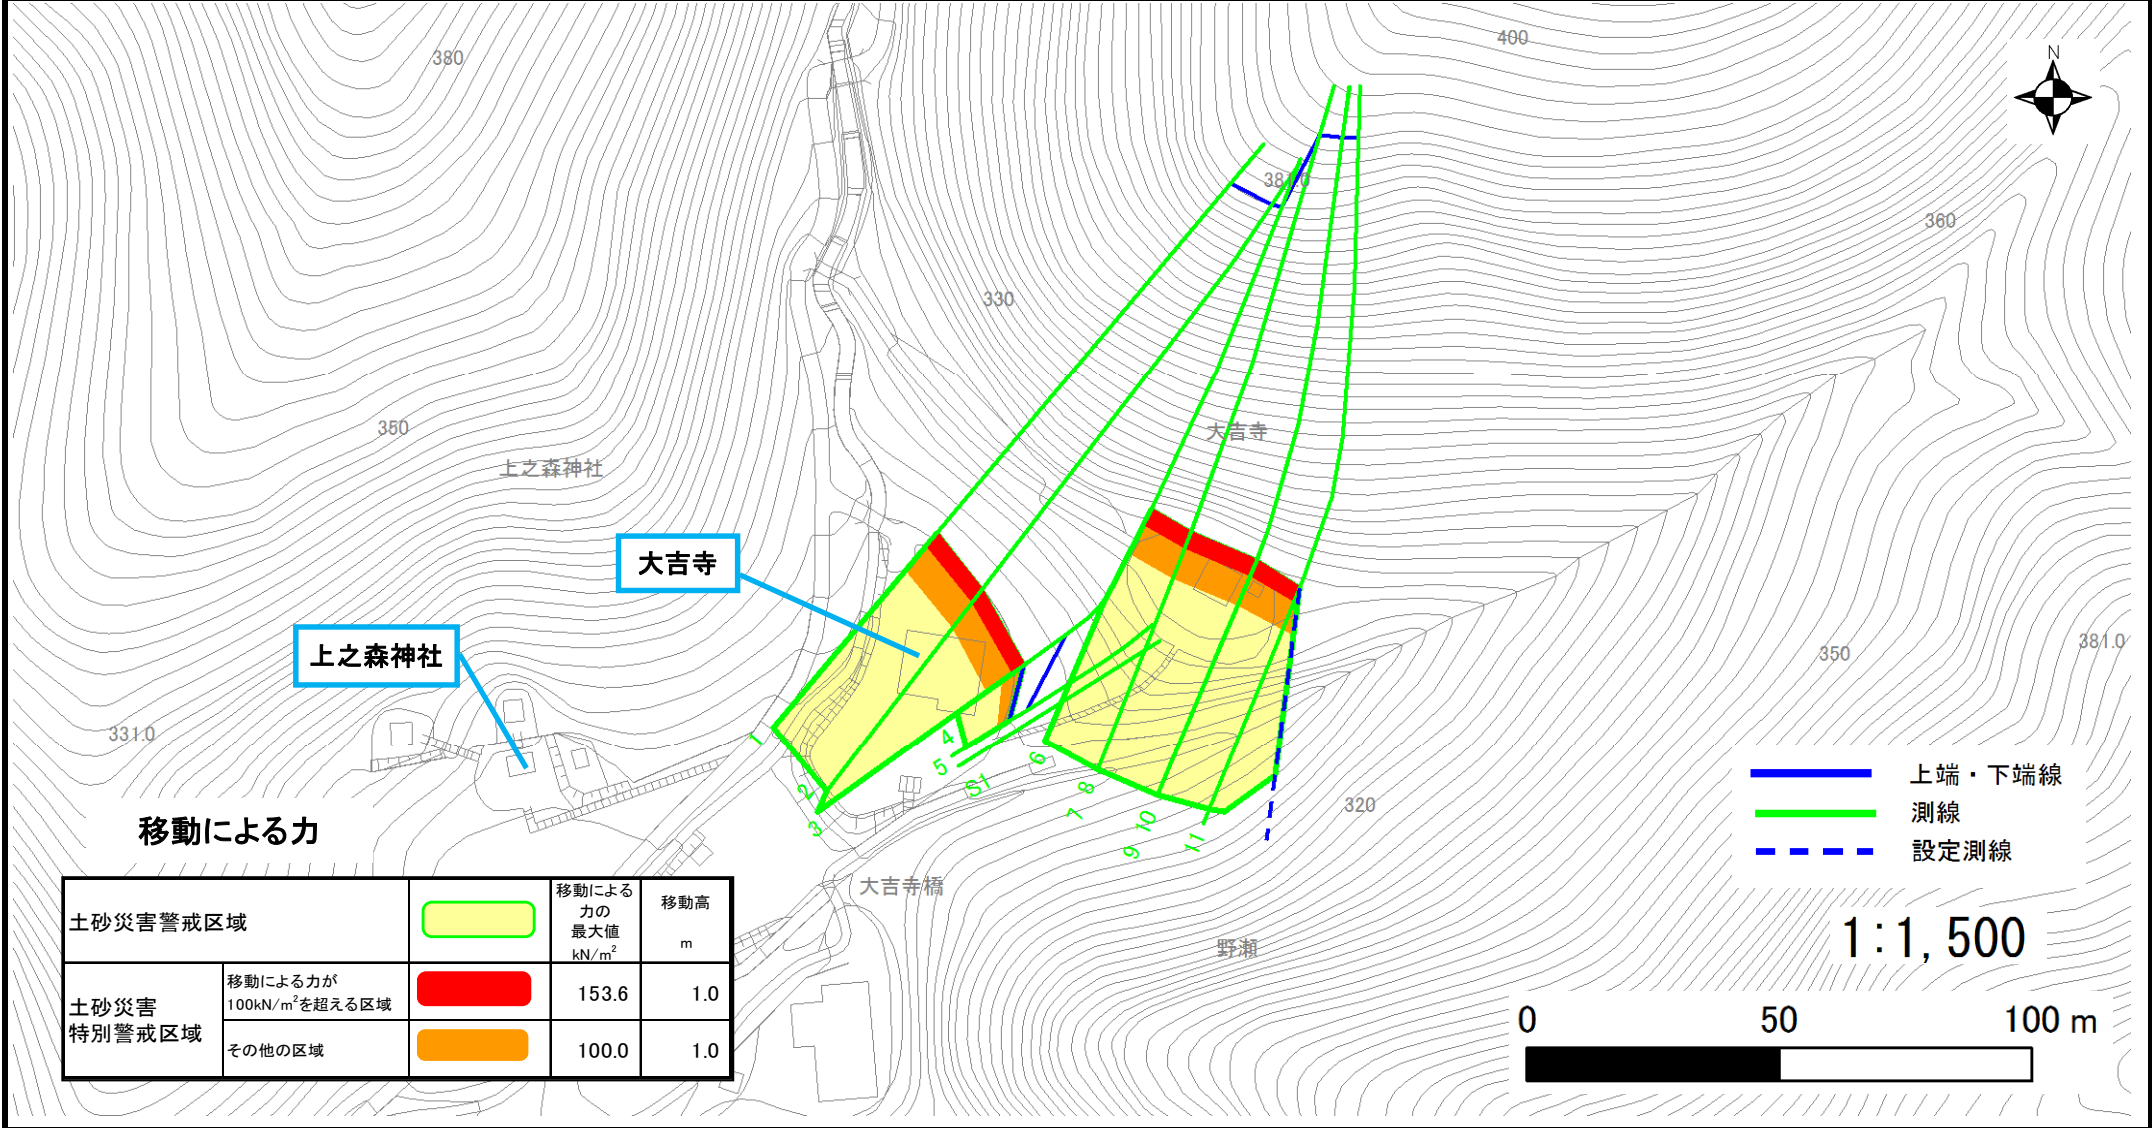 380
400
N
381.0
360
330
350
上之森神社
大吉寺
大吉寺
上之森神社
350
381.0
331.0
1
2
3
4
5
S1
6
7
8
9
10
11
320
大吉寺橋
野瀬
上端・下端線
測線
設定測線
1:1,500
0 50 100 m
移動による力
土砂災害警戒区域
移動による
力の
最大値
kN/m²
移動高
m
土砂災害
特別警戒区域
移動による力が
100kN/m²を超える区域
153.6
1.0
その他の区域
100.0
1.0